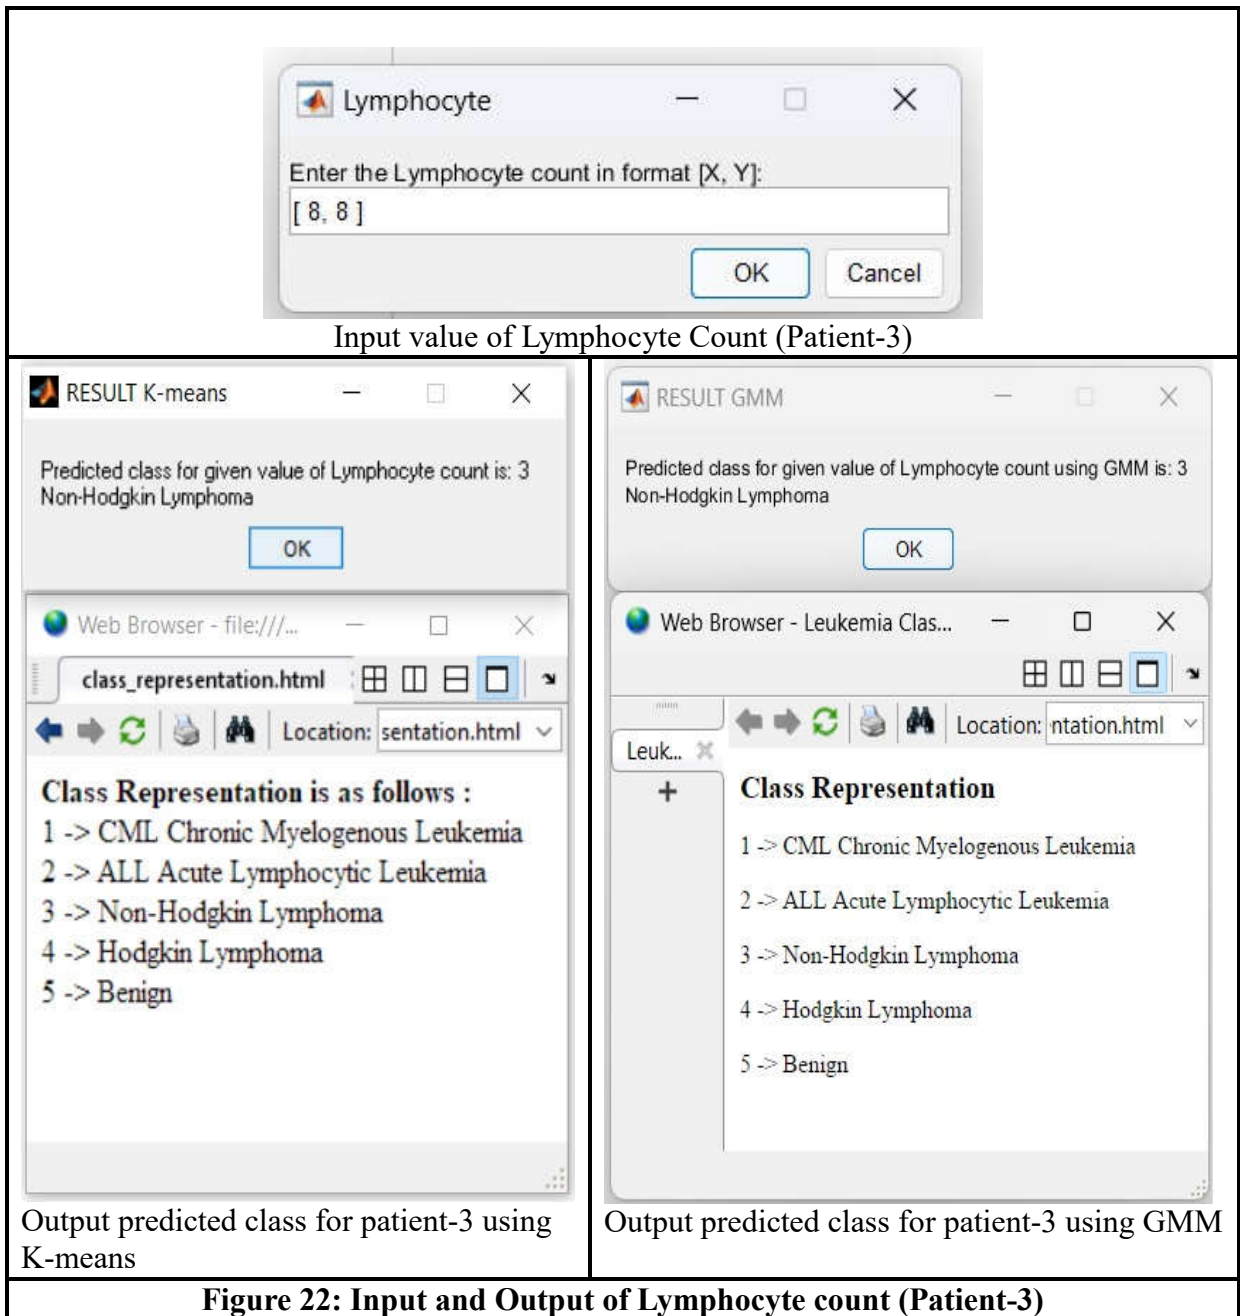 Lymphocyte
Enter the Lymphocyte count in format [X, Y]:
[ 8, 8 ]
OK Cancel
Input value of Lymphocyte Count (Patient-3)
RESULT K-means
Predicted class for given value of Lymphocyte count is: 3
Non-Hodgkin Lymphoma
OK
Web Browser - file:///...
class_representation.html
Location: sentation.html
Class Representation is as follows :
1 -> CML Chronic Myelogenous Leukemia
2 -> ALL Acute Lymphocytic Leukemia
3 -> Non-Hodgkin Lymphoma
4 -> Hodgkin Lymphoma
5 -> Benign
Output predicted class for patient-3 using
K-means
RESULT GMM
Predicted class for given value of Lymphocyte count using GMM is: 3
Non-Hodgkin Lymphoma
OK
Web Browser - Leukemia Clas...
Location: ntation.html
Leuk...
Class Representation
1 -> CML Chronic Myelogenous Leukemia
2 -> ALL Acute Lymphocytic Leukemia
3 -> Non-Hodgkin Lymphoma
4 -> Hodgkin Lymphoma
5 -> Benign
Output predicted class for patient-3 using GMM
Figure 22: Input and Output of Lymphocyte count (Patient-3)